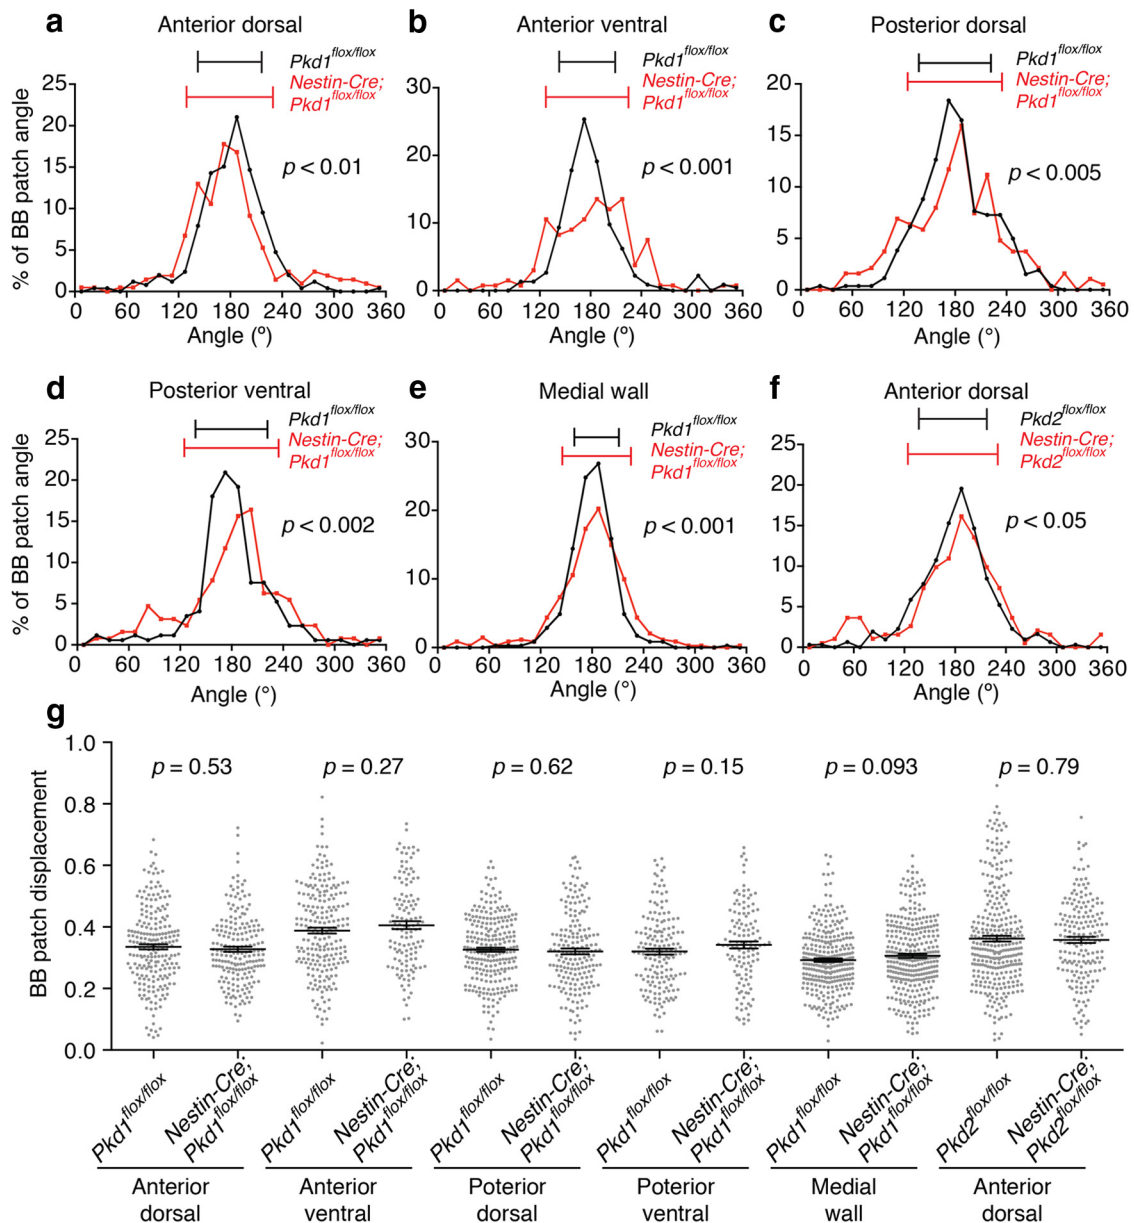 a Anterior dorsal
Pkd1flox/flox
Nestin-Cre;
Pkd1flox/flox
p < 0.01
% of BB patch angle
25
20
15
10
5
0
0 60 120 180 240 300 360
Angle (°)
b Anterior ventral
Pkd1flox/flox
Nestin-Cre;
Pkd1flox/flox
p < 0.001
30
20
10
0
0 60 120 180 240 300 360
Angle (°)
c Posterior dorsal
Pkd1flox/flox
Nestin-Cre;
Pkd1flox/flox
p < 0.005
20
15
10
5
0
0 60 120 180 240 300 360
Angle (°)
d Posterior ventral
Pkd1flox/flox
Nestin-Cre;
Pkd1flox/flox
p < 0.002
% of BB patch angle
25
20
15
10
5
0
0 60 120 180 240 300 360
Angle (°)
e Medial wall
Pkd1flox/flox
Nestin-Cre;
Pkd1flox/flox
p < 0.001
30
20
10
0
0 60 120 180 240 300 360
Angle (°)
f Anterior dorsal
Pkd2flox/flox
Nestin-Cre;
Pkd2flox/flox
p < 0.05
25
20
15
10
5
0
0 60 120 180 240 300 360
Angle (º)
g
BB patch displacement
1.0
0.8
0.6
0.4
0.2
0.0
p = 0.53 p = 0.27 p = 0.62 p = 0.15 p = 0.093 p = 0.79
Pkd1flox/flox
Nestin-Cre;
Pkd1flox/flox
Anterior
dorsal
Pkd1flox/flox
Nestin-Cre;
Pkd1flox/flox
Anterior
ventral
Pkd1flox/flox
Nestin-Cre;
Pkd1flox/flox
Poterior
dorsal
Pkd1flox/flox
Nestin-Cre;
Pkd1flox/flox
Poterior
ventral
Pkd1flox/flox
Nestin-Cre;
Pkd1flox/flox
Medial
wall
Pkd2flox/flox
Nestin-Cre;
Pkd2flox/flox
Anterior
dorsal